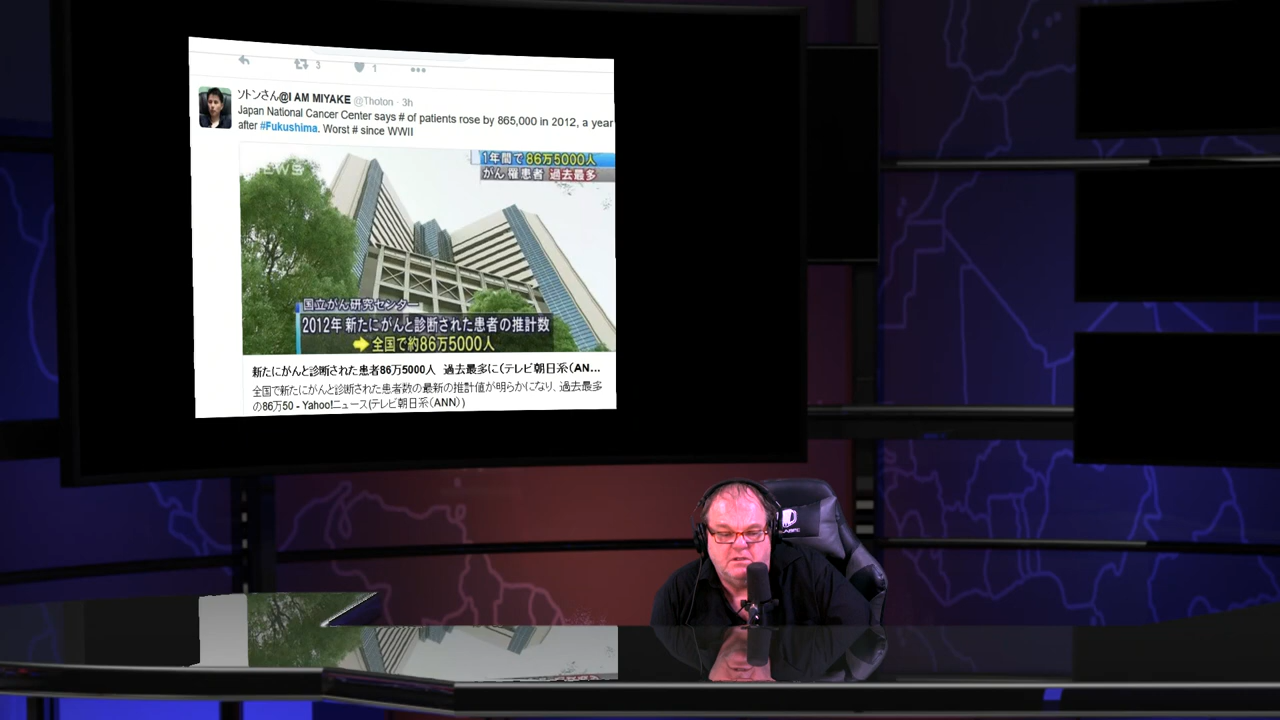 3
1
ソトンさん@I AM MIYAKE @Thoton · 3h
Japan National Cancer Center says # of patients rose by 865,000 in 2012, a year
after #Fukushima. Worst # since WWII
NEWS
1年間で86万5000人
がん罹患者 過去最多
国立がん研究センター
2012年 新たにがんと診断された患者の推計数
全国で約86万5000人
新たにがんと診断された患者86万5000人 過去最多に(テレビ朝日系(AN...
全国で新たにがんと診断された患者数の最新の推計値が明らかになり、過去最多
の86万50 - Yahoo!ニュース(テレビ朝日系(ANN))